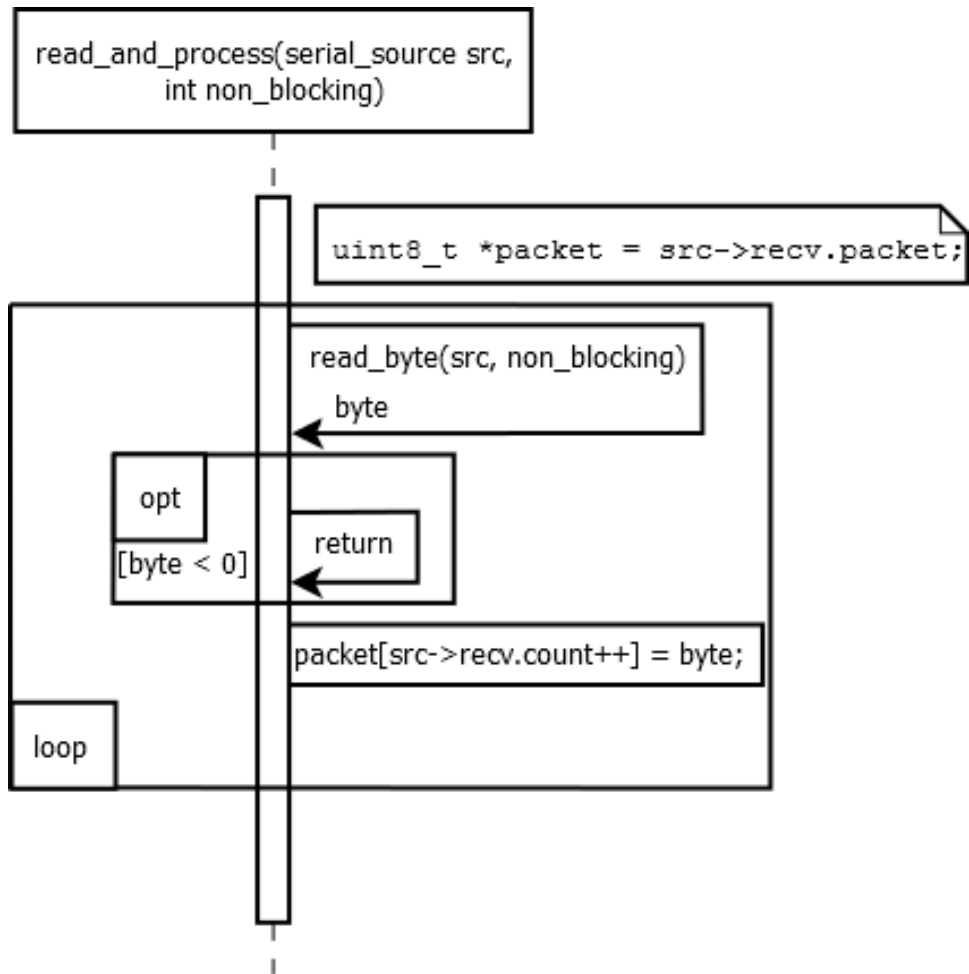 read_and_process(serial_source src,
int non_blocking)
uint8_t *packet = src->recv.packet;
read_byte(src, non_blocking)
byte
opt
return
[byte < 0]
packet[src->recv.count++] = byte;
loop